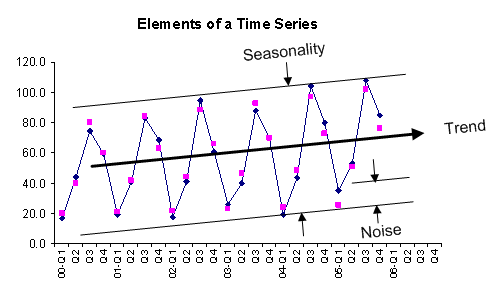 Elements of a Time Series
Seasonality
120.0
100.0
80.0
60.0
40.0
20.0
0.0
Trend
Noise
00-Q1
Q2
Q3
Q4
01-Q1
Q2
Q3
Q4
02-Q1
Q2
Q3
Q4
03-Q1
Q2
Q3
Q4
04-Q1
Q2
Q3
Q4
05-Q1
Q2
Q3
Q4
06-Q1
Q2
Q3
Q4